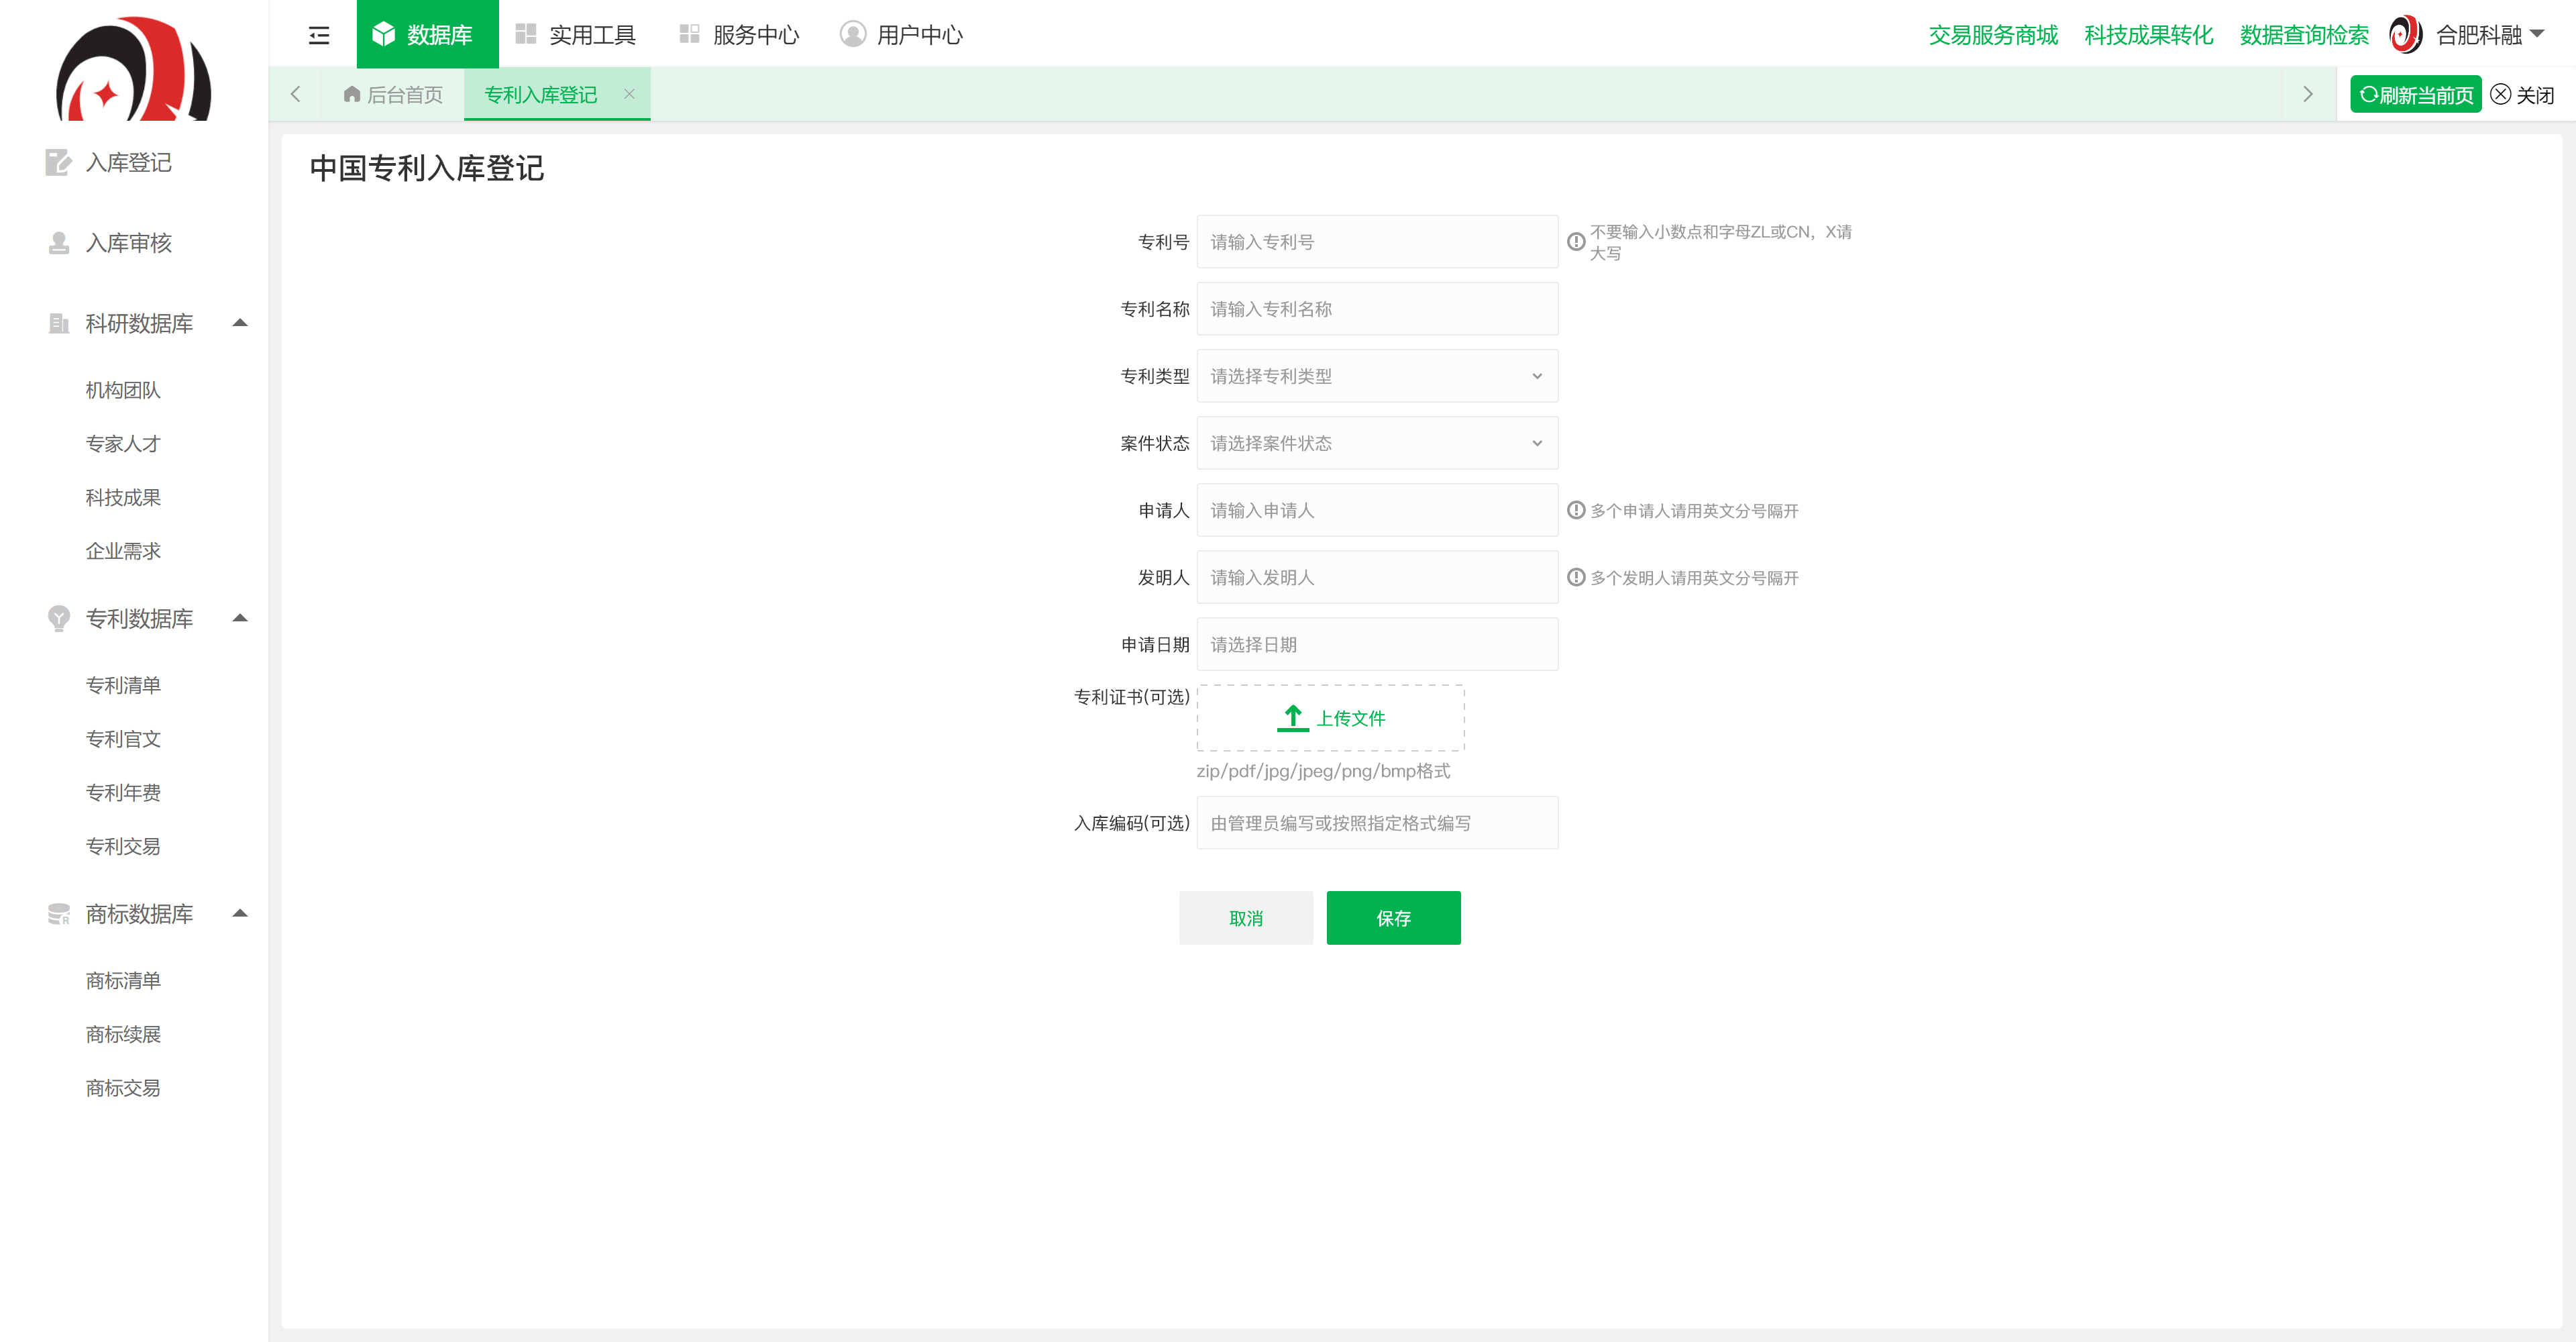 数据库
实用工具
服务中心
用户中心
交易服务商城
科技成果转化
数据查询检索
合肥科融
后台首页
专利入库登记
刷新当前页
关闭
入库登记
入库审核
科研数据库
机构团队
专家人才
科技成果
企业需求
专利数据库
专利清单
专利官文
专利年费
专利交易
商标数据库
商标清单
商标续展
商标交易
中国专利入库登记
专利号
请输入专利号
不要输入小数点和字母ZL或CN，X请
大写
专利名称
请输入专利名称
专利类型
请选择专利类型
案件状态
请选择案件状态
申请人
请输入申请人
多个申请人请用英文分号隔开
发明人
请输入发明人
多个发明人请用英文分号隔开
申请日期
请选择日期
专利证书(可选)
上传文件
zip/pdf/jpg/jpeg/png/bmp格式
入库编码(可选)
由管理员编写或按照指定格式编写
取消
保存